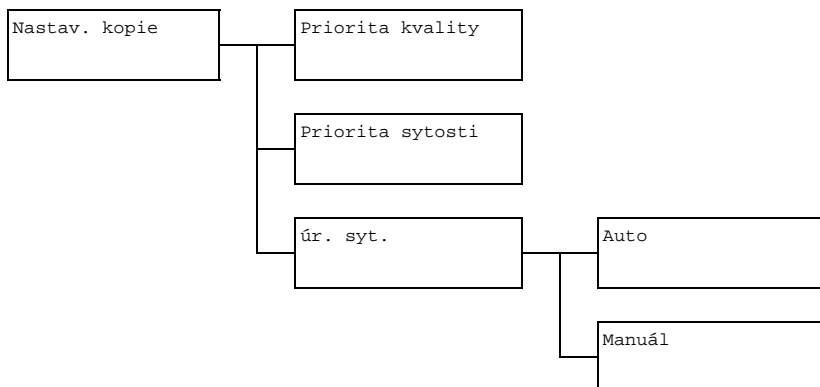 Nastav. kopie
Priorita kvality
Priorita sytosti
úr. syt.
Auto
Manuál